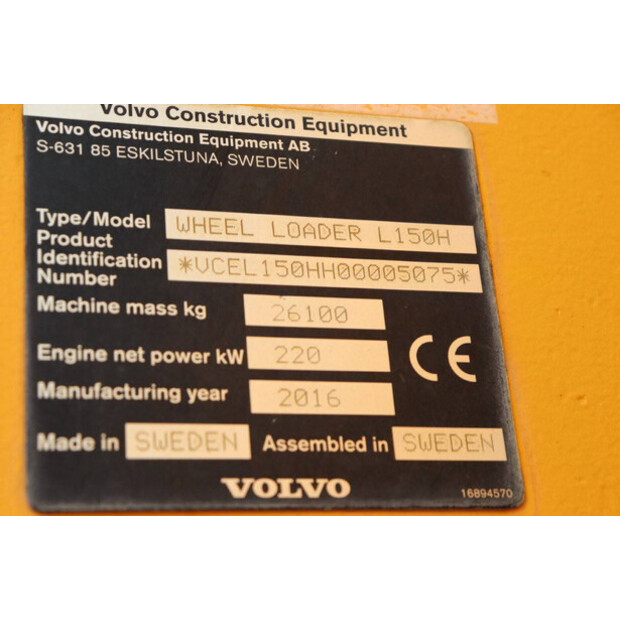 Volvo Construction Equipment
Volvo Construction Equipment AB
S-631 85 ESKILSTUNA, SWEDEN
Type/Model WHEEL LOADER L150H
Product
Identification
Number *VCEL150HH00005075*
Machine mass kg 26100
Engine net power kW 220
Manufacturing year 2016
Made in SWEDEN Assembled in SWEDEN
CE
VOLVO
16894570